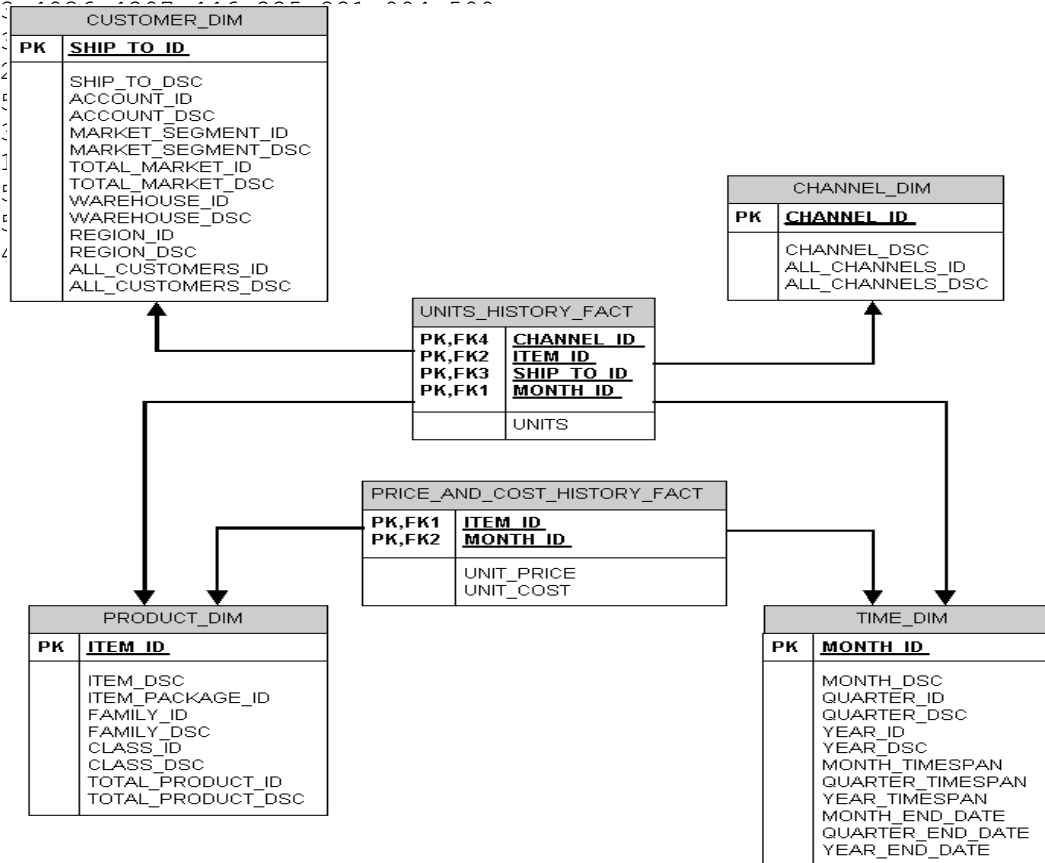 CUSTOMER_DIM
PK SHIP_TO_ID
SHIP_TO_DSC
ACCOUNT_ID
ACCOUNT_DSC
MARKET_SEGMENT_ID
MARKET_SEGMENT_DSC
TOTAL_MARKET_ID
TOTAL_MARKET_DSC
WAREHOUSE_ID
WAREHOUSE_DSC
REGION_ID
REGION_DSC
ALL_CUSTOMERS_ID
ALL_CUSTOMERS_DSC
CHANNEL_DIM
PK CHANNEL_ID
CHANNEL_DSC
ALL_CHANNELS_ID
ALL_CHANNELS_DSC
UNITS_HISTORY_FACT
PK,FK4 CHANNEL_ID
PK,FK2 ITEM_ID
PK,FK3 SHIP_TO_ID
PK,FK1 MONTH_ID
UNITS
PRICE_AND_COST_HISTORY_FACT
PK,FK1 ITEM_ID
PK,FK2 MONTH_ID
UNIT_PRICE
UNIT_COST
PRODUCT_DIM
PK ITEM_ID
ITEM_DSC
ITEM_PACKAGE_ID
FAMILY_ID
FAMILY_DSC
CLASS_ID
CLASS_DSC
TOTAL_PRODUCT_ID
TOTAL_PRODUCT_DSC
TIME_DIM
PK MONTH_ID
MONTH_DSC
QUARTER_ID
QUARTER_DSC
YEAR_ID
YEAR_DSC
MONTH_TIMESPAN
QUARTER_TIMESPAN
YEAR_TIMESPAN
MONTH_END_DATE
QUARTER_END_DATE
YEAR_END_DATE